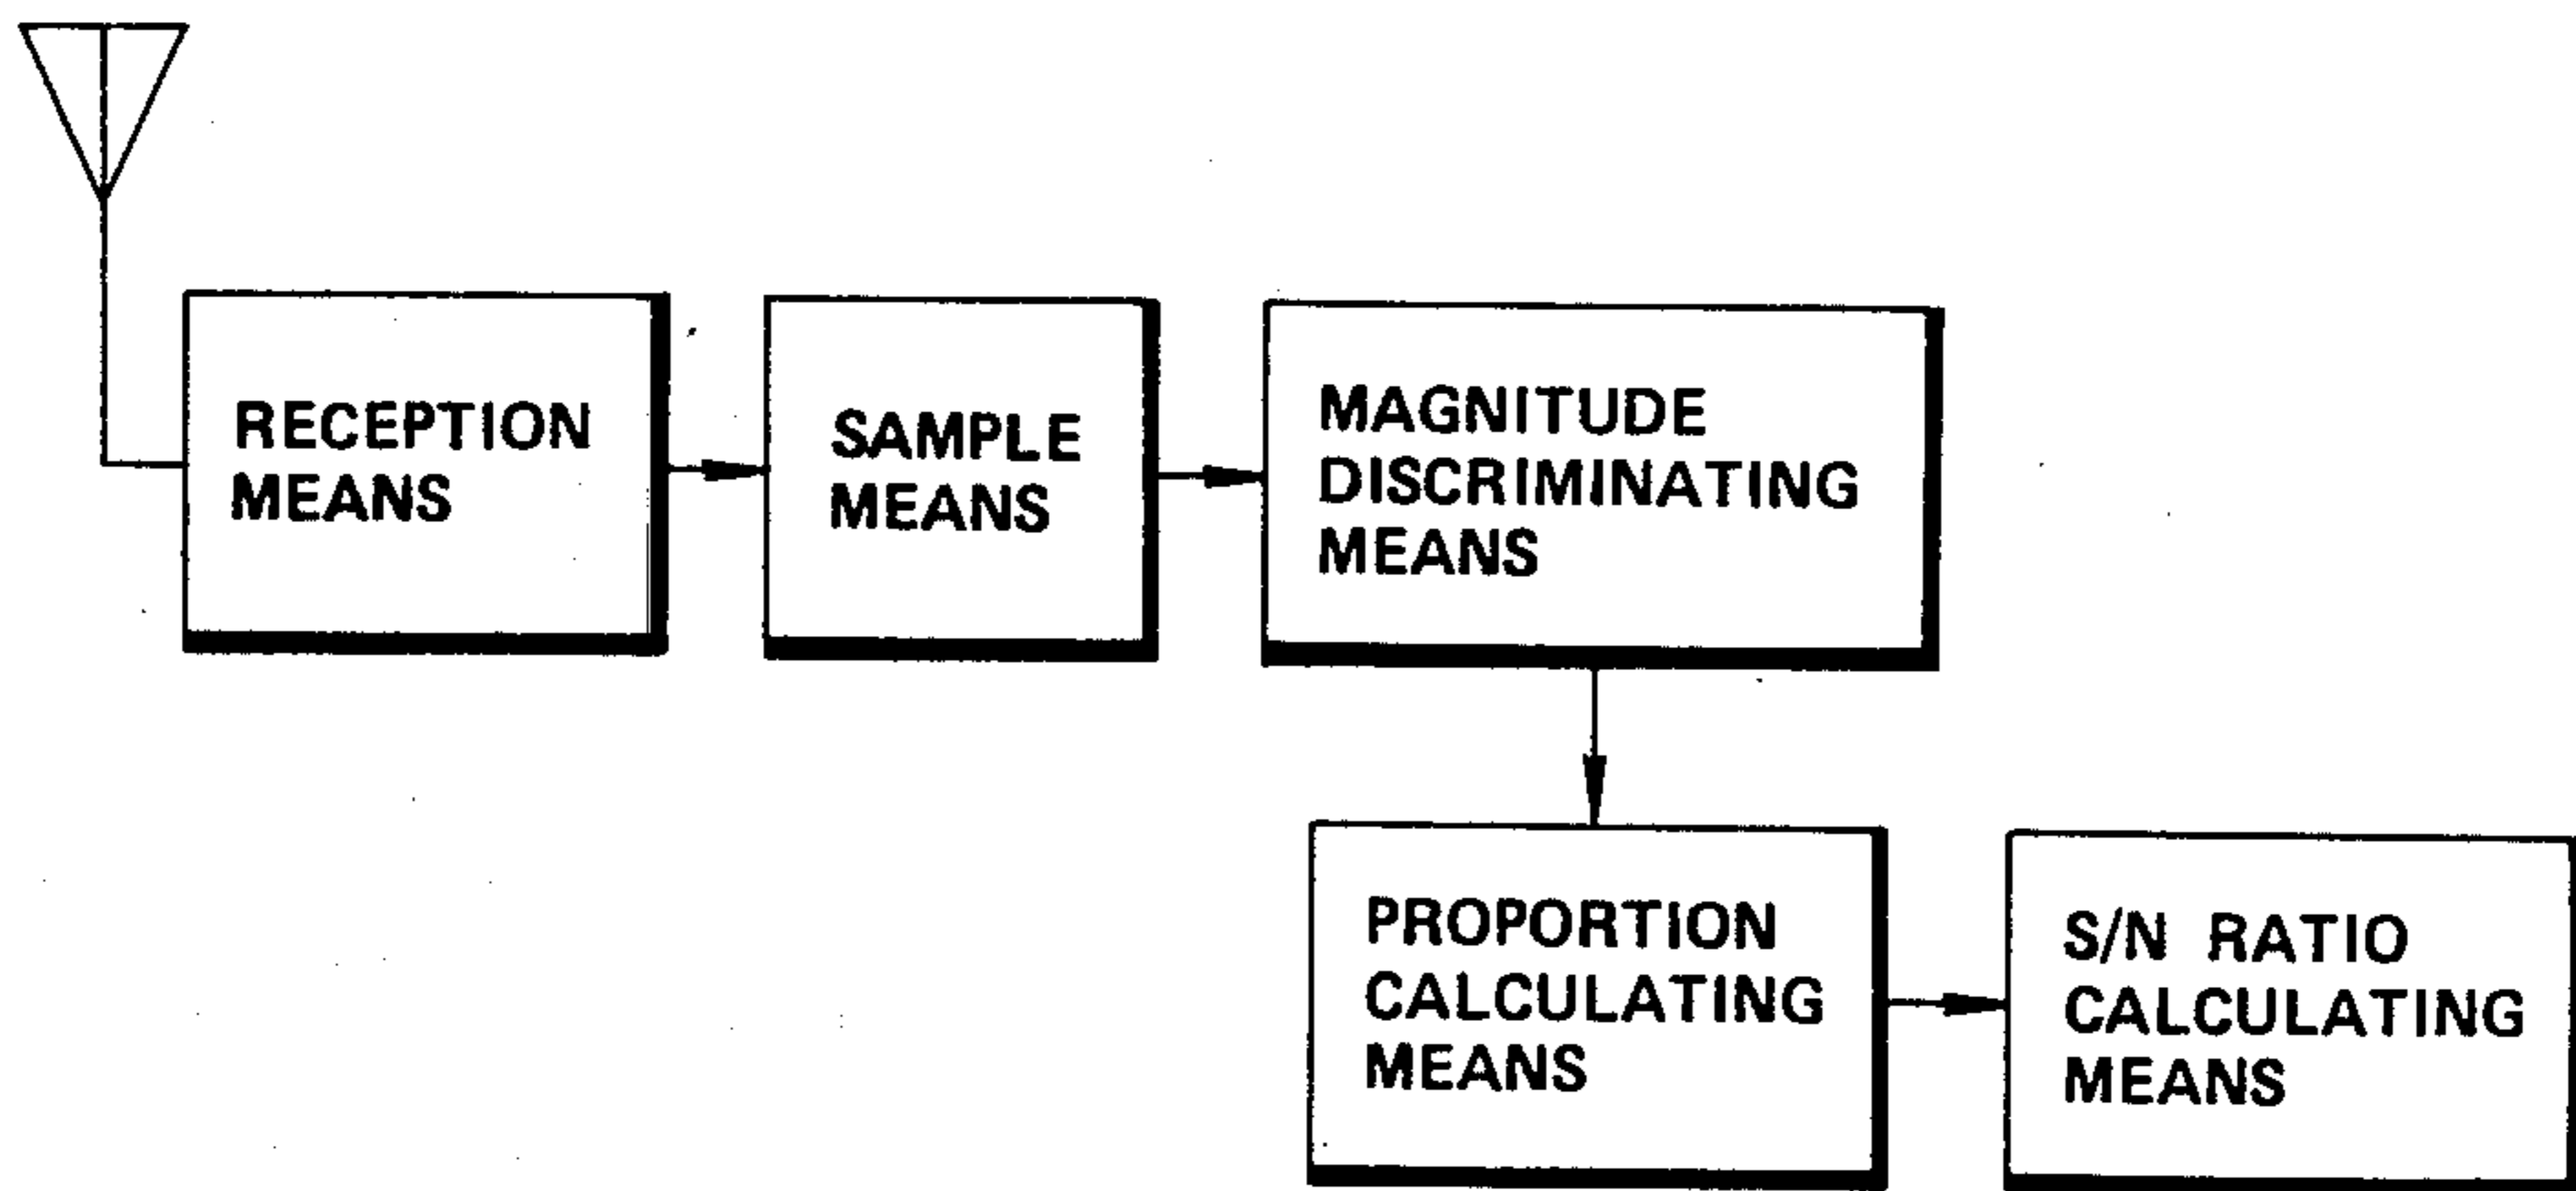 RECEPTION
MEANS
SAMPLE
MEANS
MAGNITUDE
DISCRIMINATING
MEANS
PROPORTION
CALCULATING
MEANS
S/N RATIO
CALCULATING
MEANS